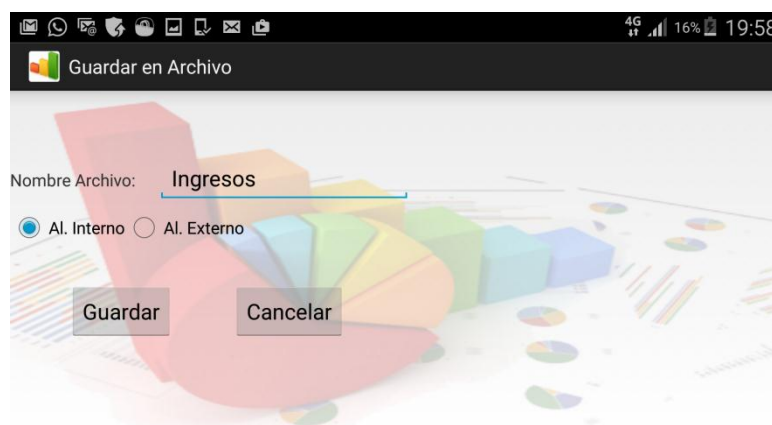 4G 16% 19:58
Guardar en Archivo
Nombre Archivo: Ingresos
Al. Interno Al. Externo
Guardar Cancelar